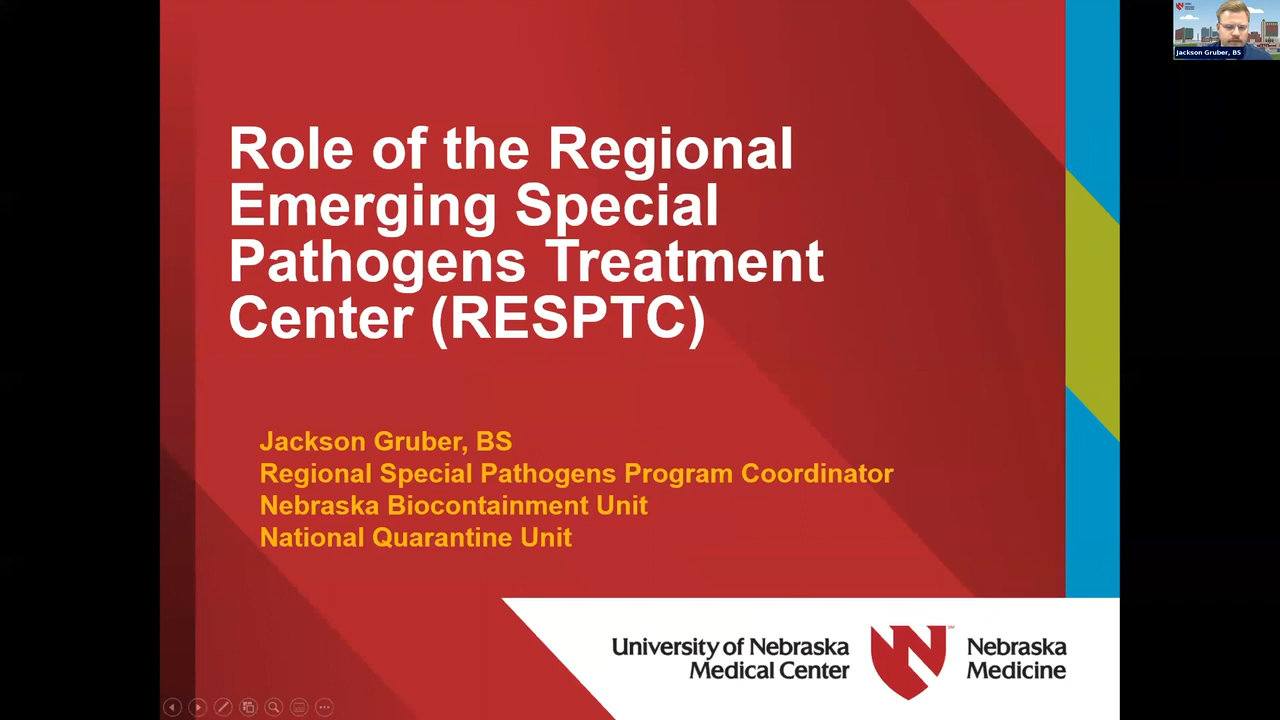 Jackson Gruber, BS
Role of the Regional
Emerging Special
Pathogens Treatment
Center (RESPTC)
Jackson Gruber, BS
Regional Special Pathogens Program Coordinator
Nebraska Biocontainment Unit
National Quarantine Unit
University of Nebraska
Medical Center
Nebraska
Medicine